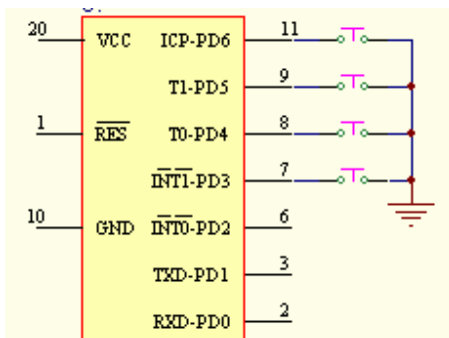 20 VCC ICP-PD6 11
T1-PD5 9
1 RES T0-PD4 8
INT1-PD3 7
10 GND INT0-PD2 6
TXD-PD1 3
RXD-PD0 2